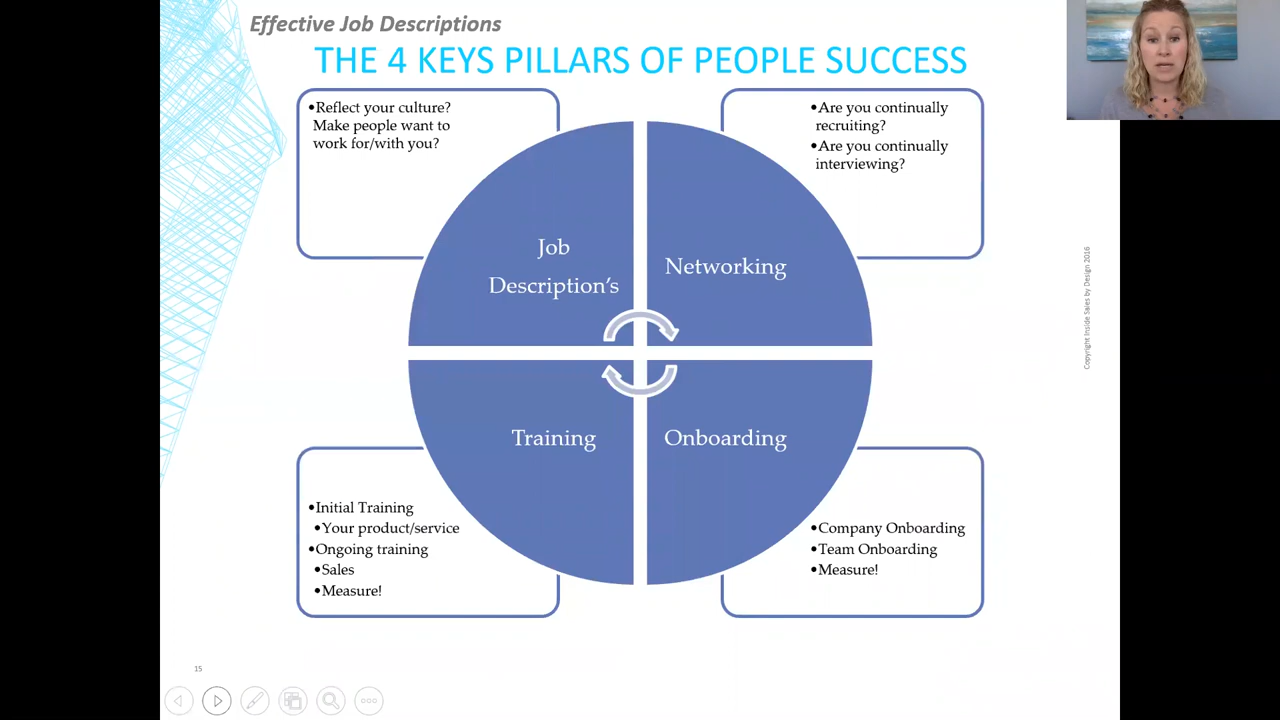 Effective Job Descriptions
THE 4 KEYS PILLARS OF PEOPLE SUCCESS
•Reflect your culture?
Make people want to
work for/with you?
•Are you continually
recruiting?
•Are you continually
interviewing?
Job
Description’s
Networking
Training
Onboarding
•Initial Training
•Your product/service
•Ongoing training
•Sales
•Measure!
•Company Onboarding
•Team Onboarding
•Measure!
Copyright Inside Sales by Design 2016
15